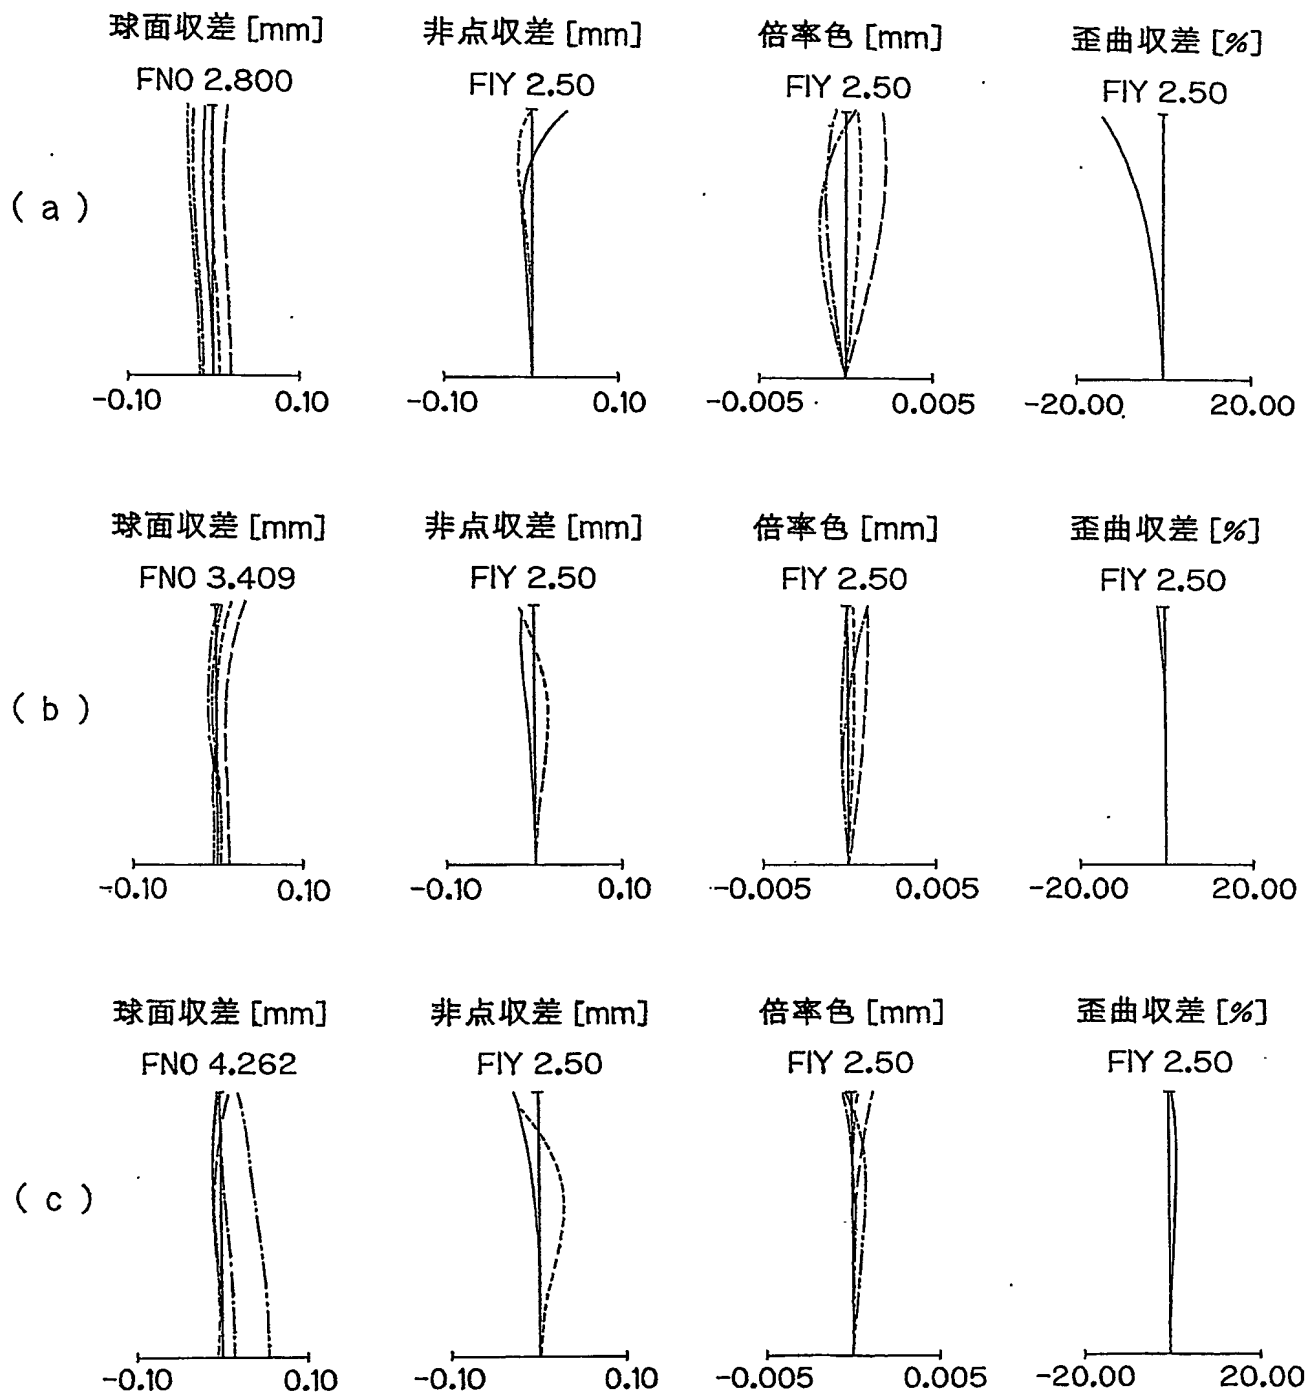 球面収差 [mm] 非点収差 [mm] 倍率色 [mm] 歪曲収差 [%]
FNO 2.800 FIY 2.50 FIY 2.50 FIY 2.50
( a )
-0.10 0.10 -0.10 0.10 -0.005 0.005 -20.00 20.00
球面収差 [mm] 非点収差 [mm] 倍率色 [mm] 歪曲収差 [%]
FNO 3.409 FIY 2.50 FIY 2.50 FIY 2.50
( b )
-0.10 0.10 -0.10 0.10 -0.005 0.005 -20.00 20.00
球面収差 [mm] 非点収差 [mm] 倍率色 [mm] 歪曲収差 [%]
FNO 4.262 FIY 2.50 FIY 2.50 FIY 2.50
( c )
-0.10 0.10 -0.10 0.10 -0.005 0.005 -20.00 20.00